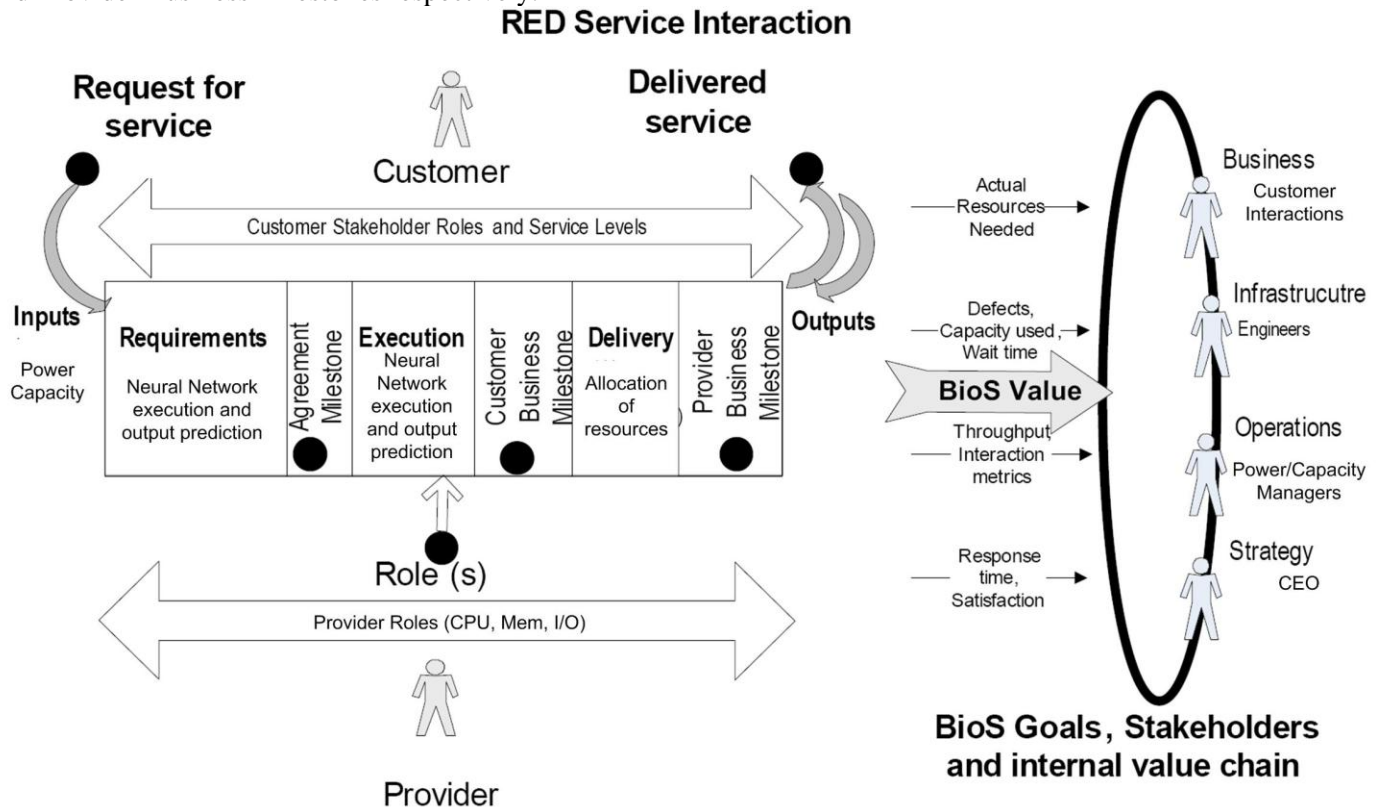 RED Service Interaction
Request for
service
Delivered
service
Customer
Customer Stakeholder Roles and Service Levels
Inputs
Power
Capacity
Requirements
Neural Network
execution and
output prediction
Agreement
Milestone
Execution
Neural
Network
execution
and output
prediction
Customer
Business
Milestone
Delivery
Allocation
of
resources
Provider
Business
Milestone
Outputs
Role (s)
Provider Roles (CPU, Mem, I/O)
Provider
Actual
Resources
Needed
Defects,
Capacity used,
Wait time
BioS Value
Throughput
Interaction
metrics
Response
time,
Satisfaction
Business
Customer
Interactions
Infrastrucutre
Engineers
Operations
Power/Capacity
Managers
Strategy
CEO
BioS Goals, Stakeholders
and internal value chain